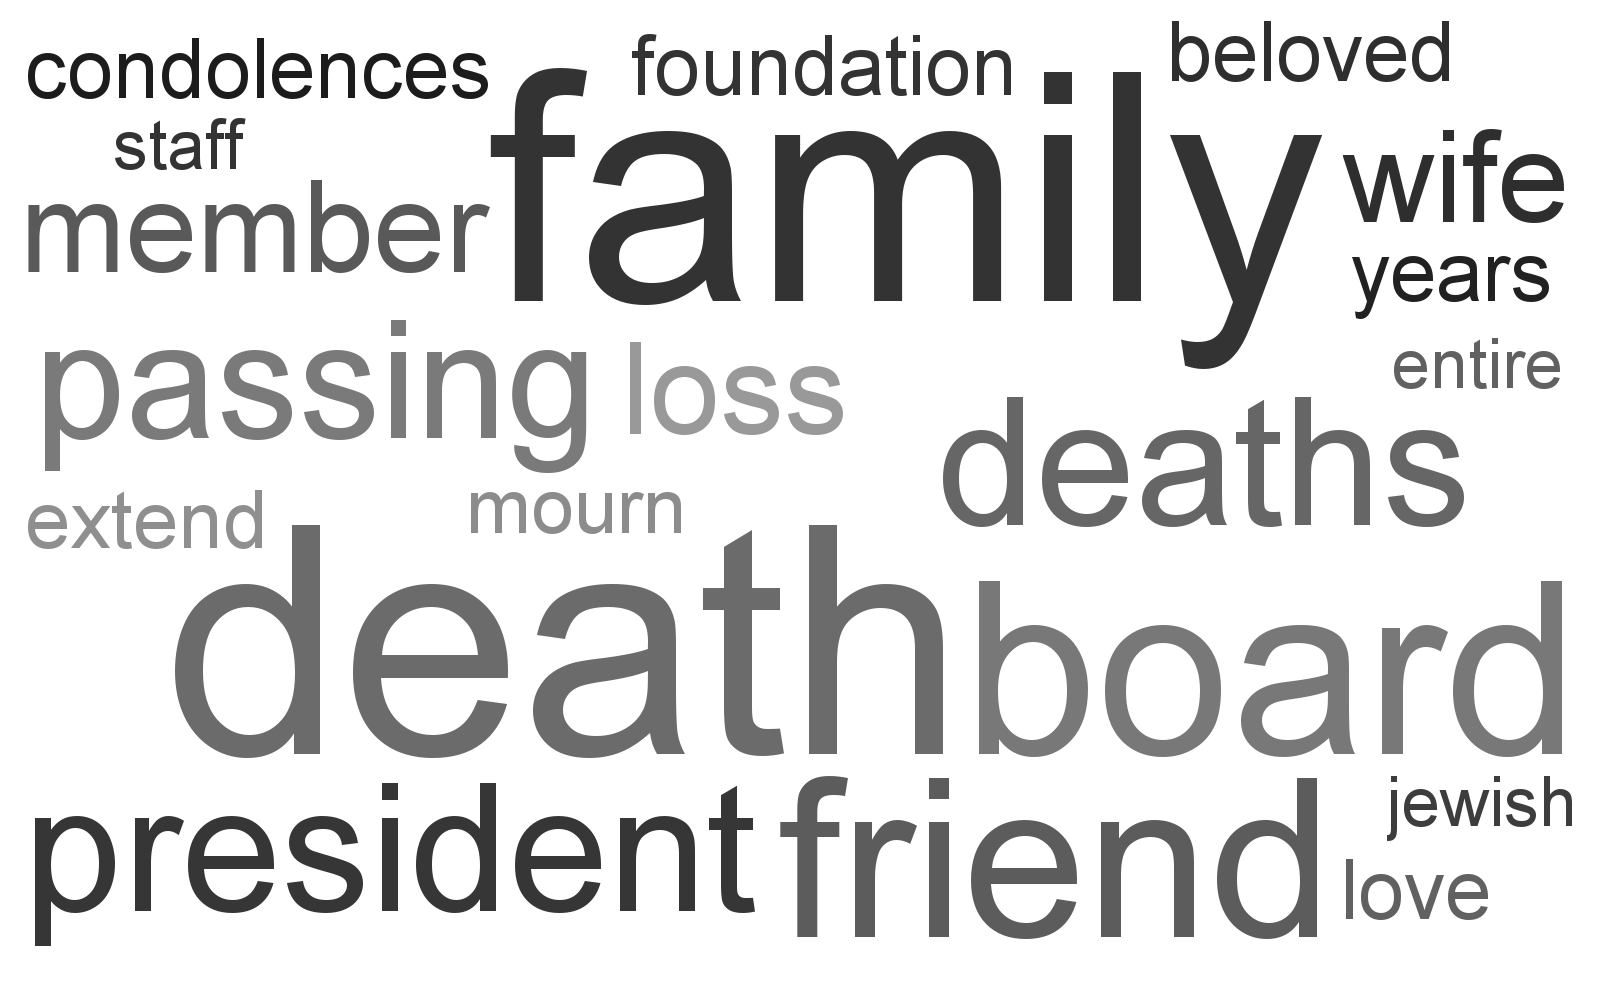 condolences foundation beloved
staff family wife
member years
passing loss entire
deaths
extend mourn
death board
president friend jewish
love